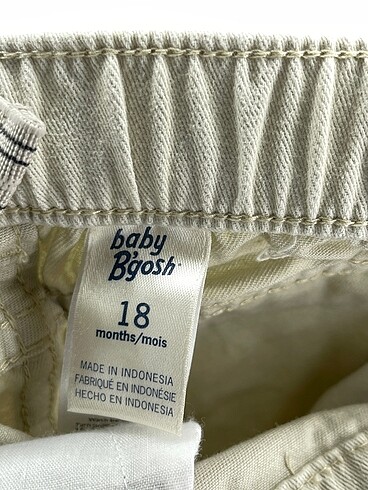 baby
B'gosh
18
months/mois
MADE IN INDONESIA
FABRIQUÉ EN INDONÉSIE
HECHO EN INDONESIA